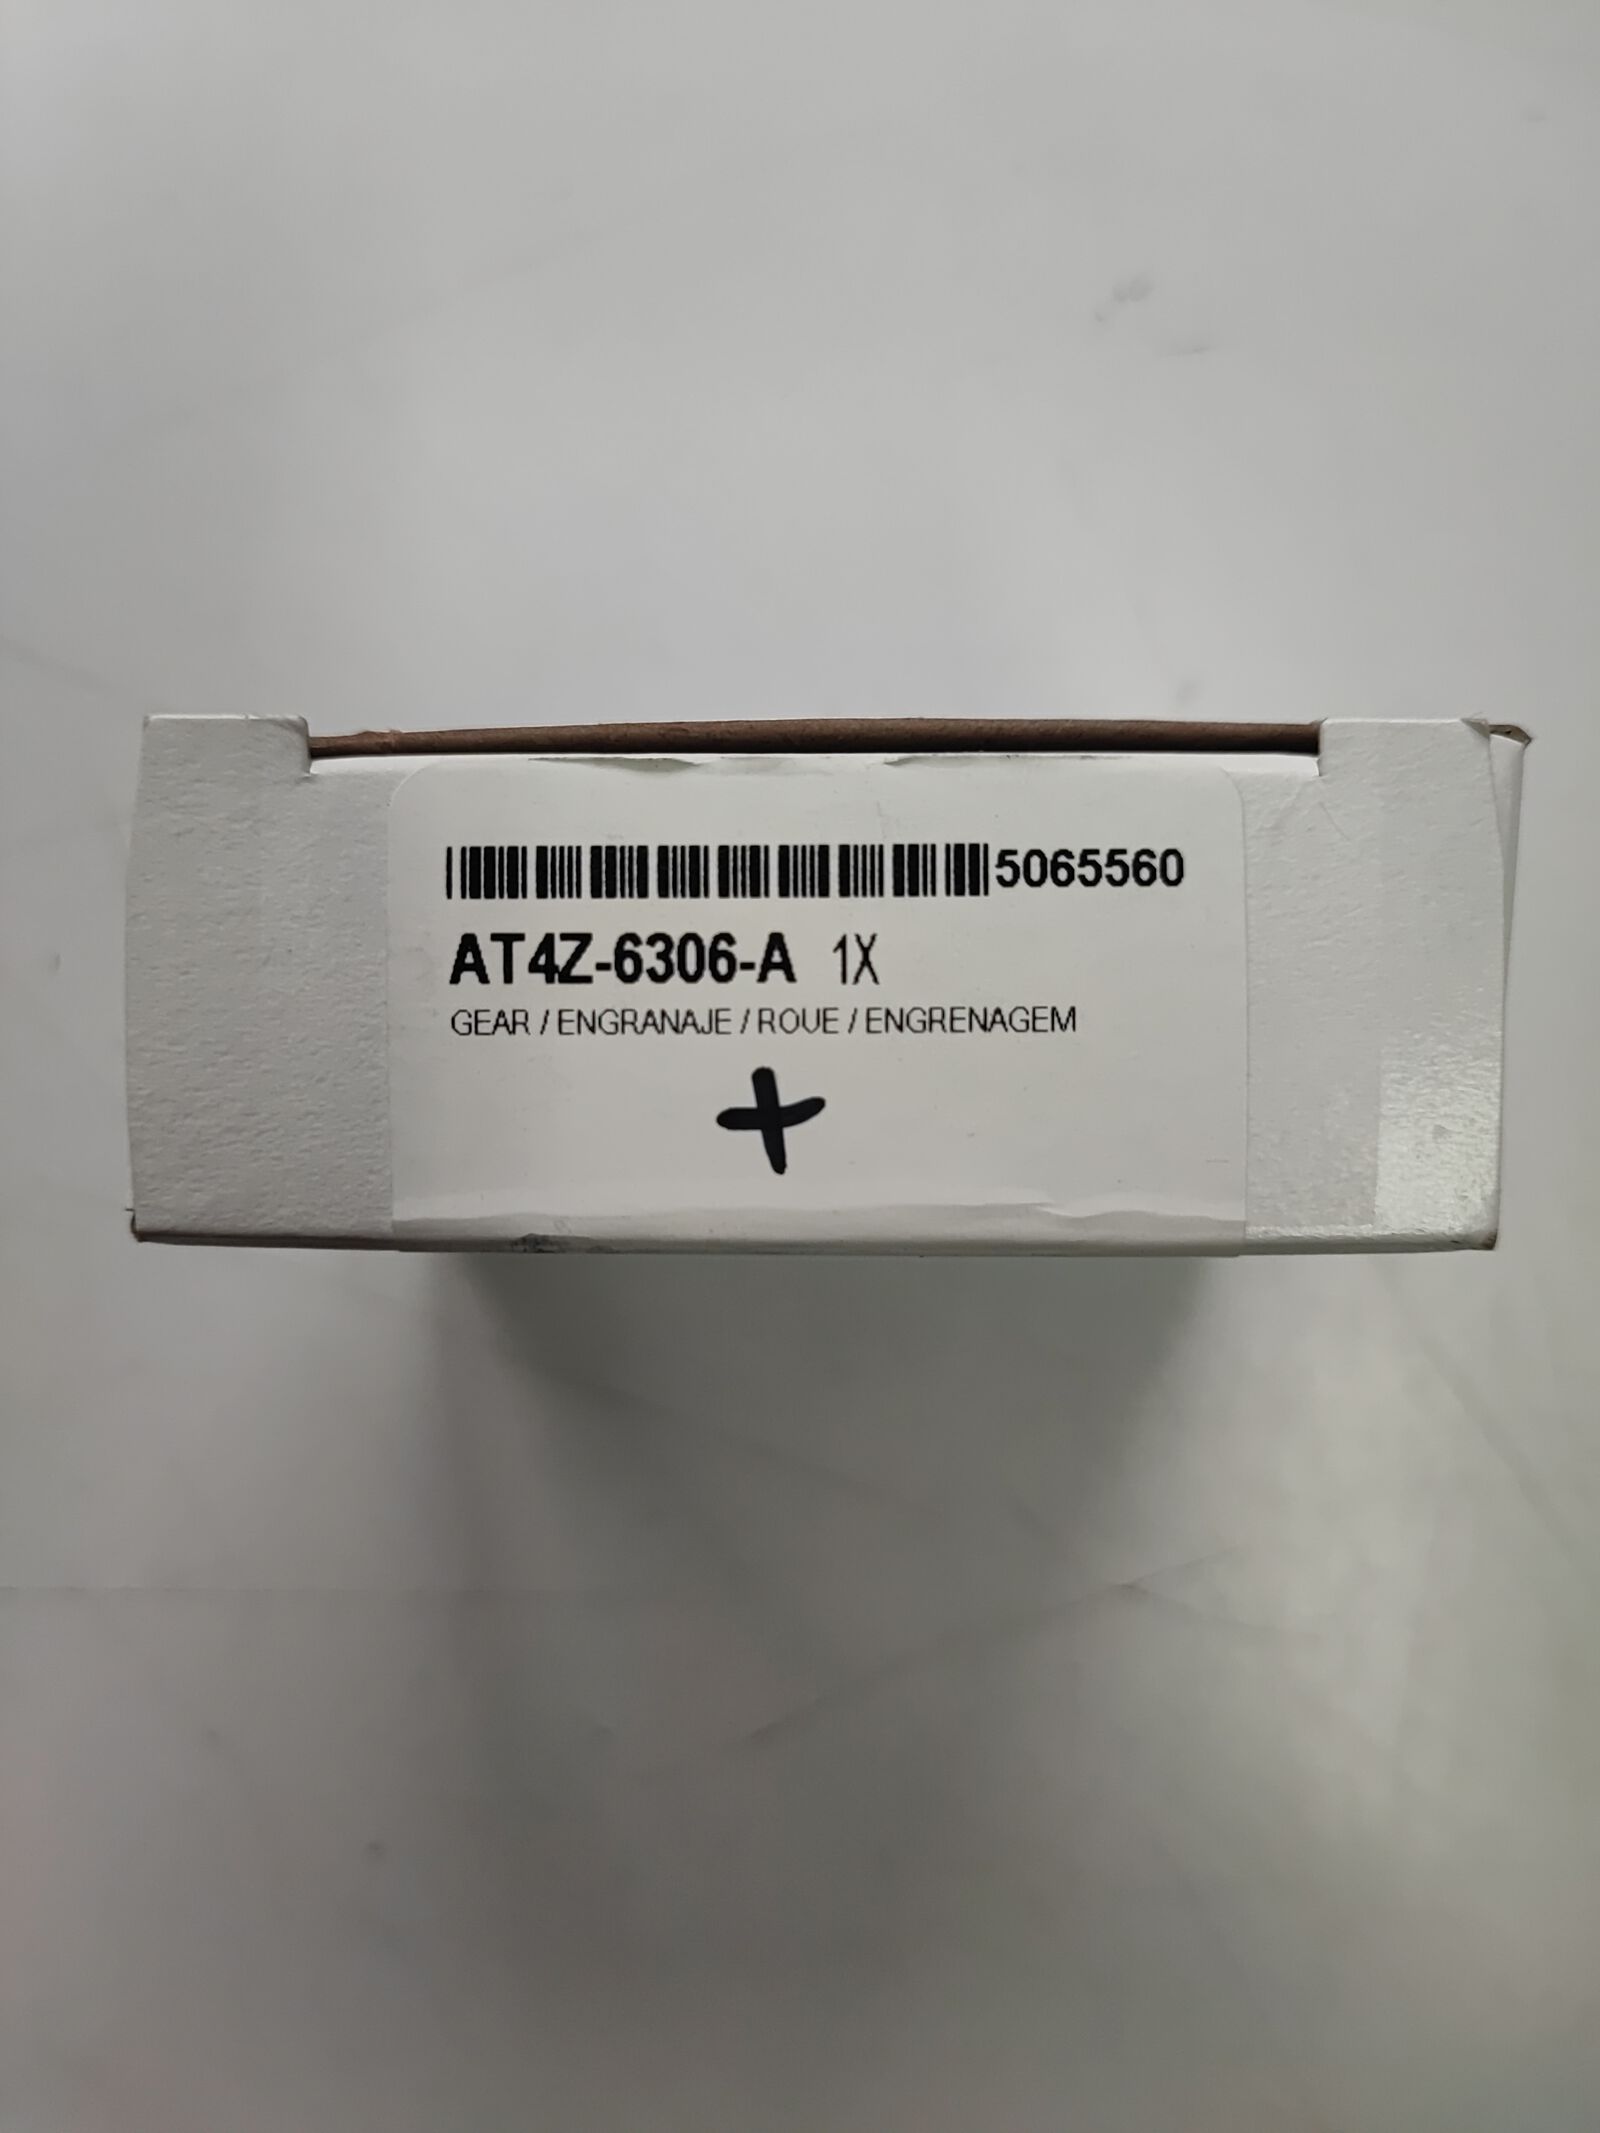 5065560
AT4Z-6306-A 1X
GEAR / ENGRANAJE / ROUE / ENGRENAGEM
+